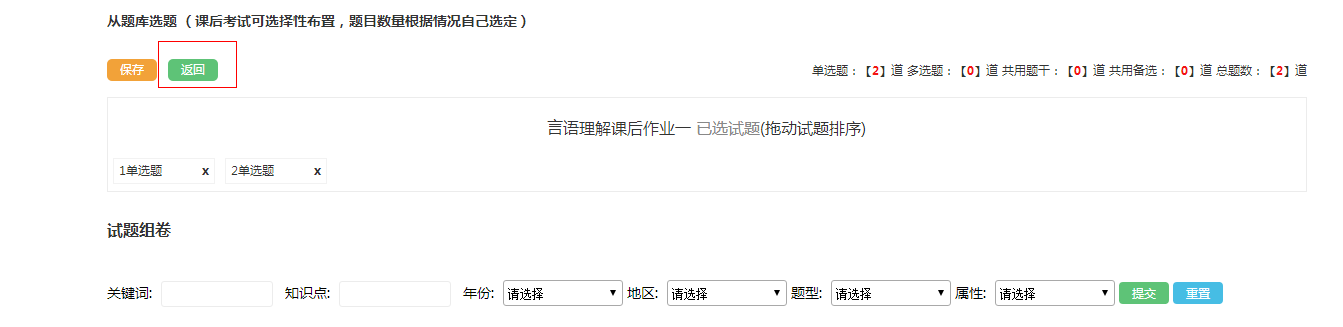 从题库选题（课后考试可选择性布置，题目数量根据情况自己选定）
保存 返回 单选题：【2】道 多选题：【0】道 共用题干：【0】道 共用备选：【0】道 总题数：【2】道
言语理解课后作业一 已选试题(拖动试题排序)
1单选题 x 2单选题 x
试题组卷
关键词: 知识点: 年份: 请选择 地区: 请选择 题型: 请选择 属性: 请选择 提交 重置